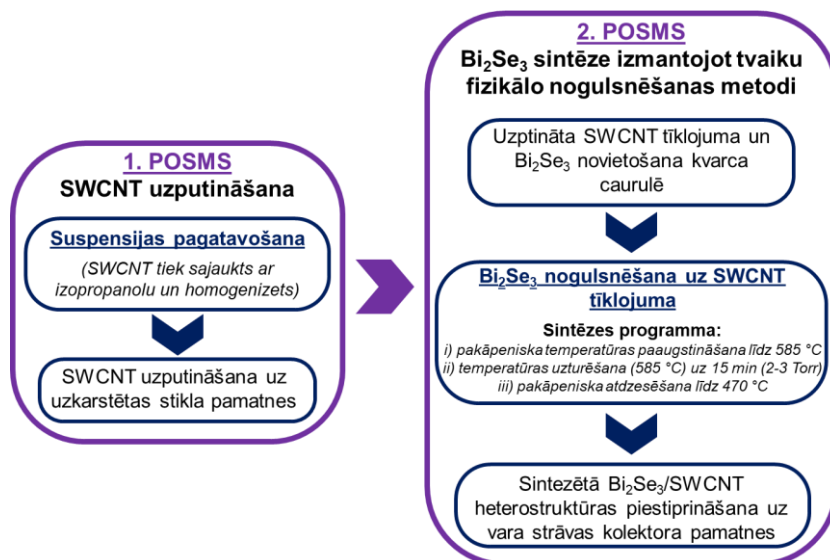 1. POSMS
SWCNT uzputināšana
Suspensijas pagatavošana
(SWCNT tiek sajaukts ar
izopropanolu un homogenizets)
SWCNT uzputināšana uz
uzkarstētas stikla pamatnes
2. POSMS
Bi₂Se₃ sintēze izmantojot tvaiku
fizikālo nogulsnēšanas metodi
Uzptināta SWCNT tīklojuma un
Bi₂Se₃ novietošana kvarca
caurulē
Bi₂Se₃ nogulsnēšana uz SWCNT
tīklojuma
Sintēzes programma:
i) pakāpeniska temperatūras paaugstināšana līdz 585 °C
ii) temperatūras uzturēšana (585 °C) uz 15 min (2-3 Torr)
iii) pakāpeniska atdzesēšana līdz 470 °C
Sintezētā Bi₂Se₃/SWCNT
heterostruktūras piestiprināšana uz
vara strāvas kolektora pamatnes